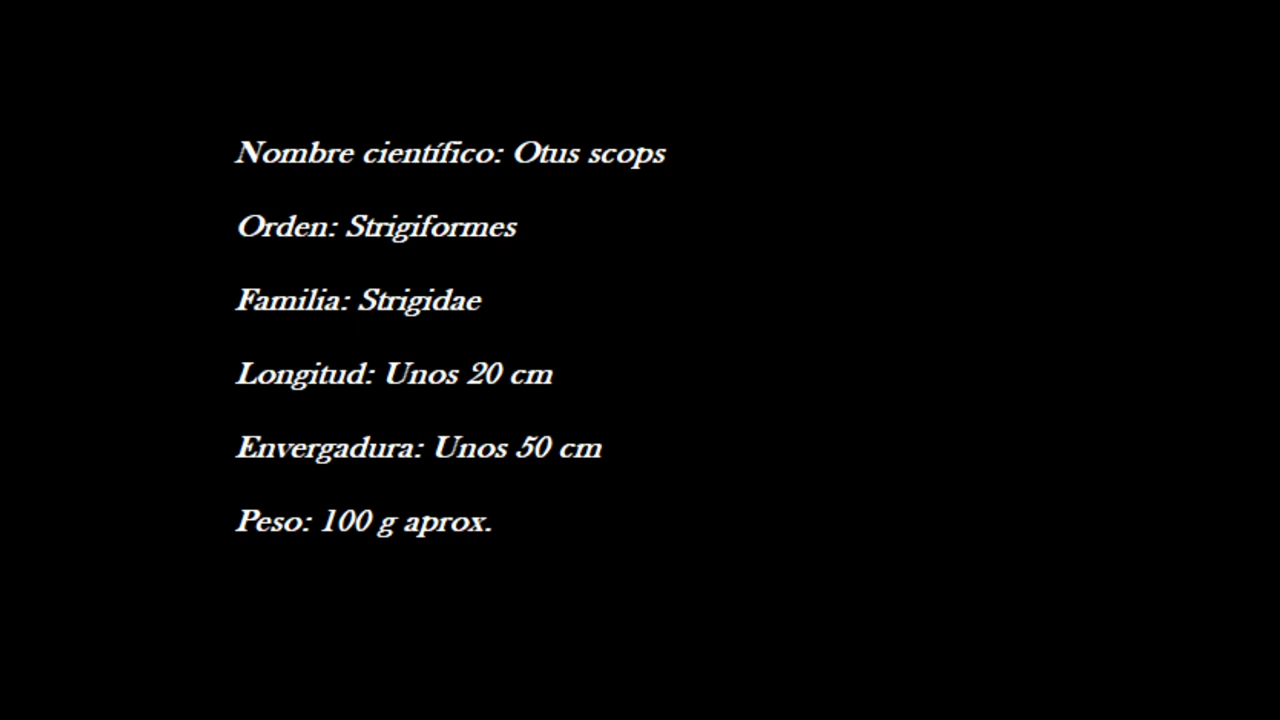 Nombre científico: Otus scops
Orden: Strigiformes
Familia: Strigidae
Longitud: Unos 20 cm
Envergadura: Unos 50 cm
Peso: 100 g aprox.